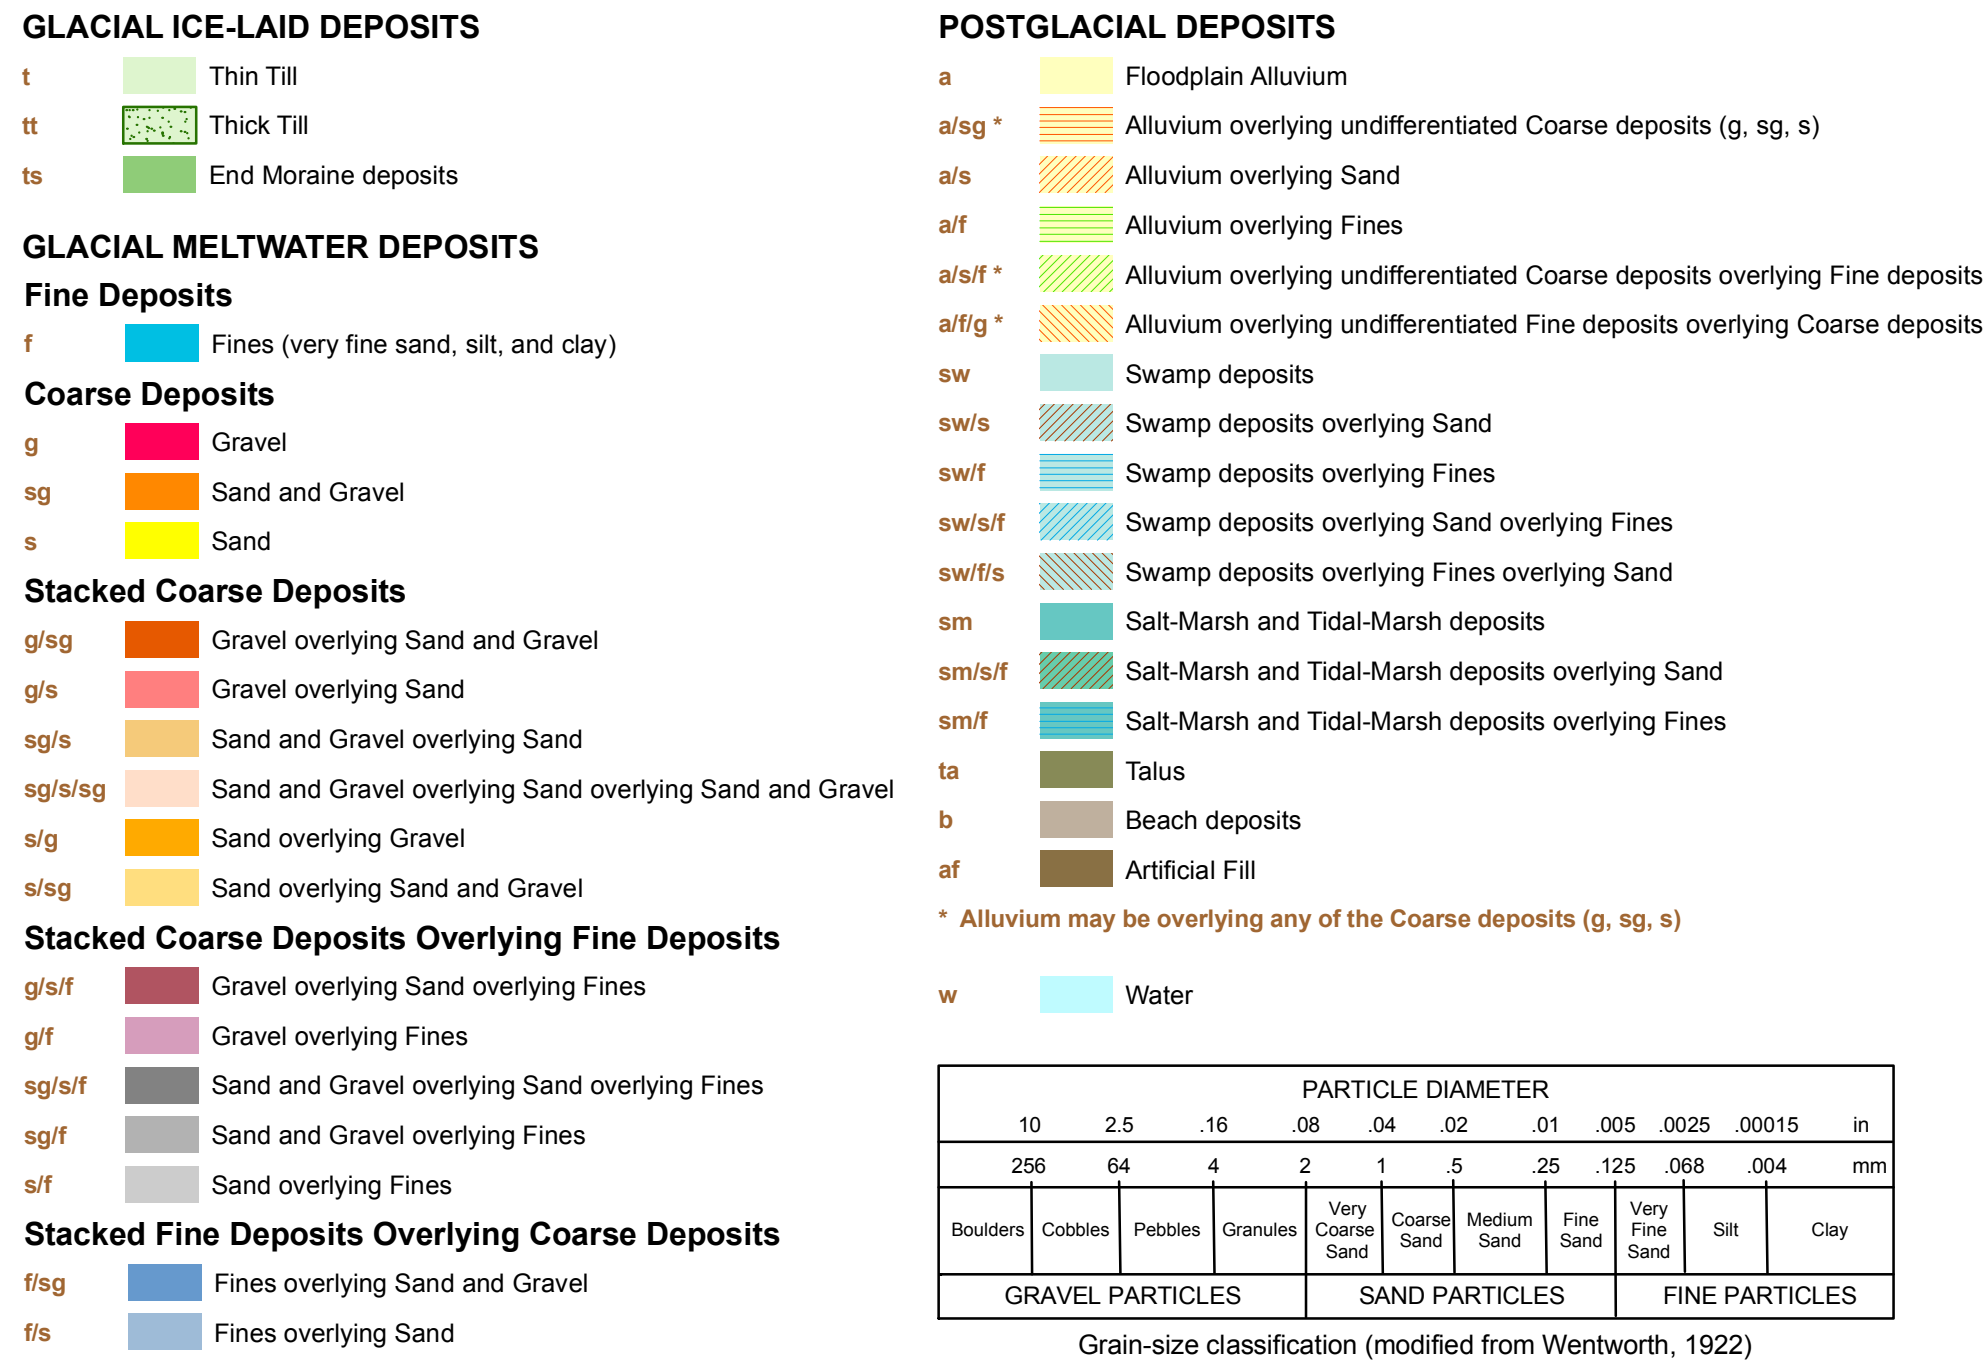 GLACIAL ICE-LAID DEPOSITS
t Thin Till
tt Thick Till
ts End Moraine deposits
GLACIAL MELTWATER DEPOSITS
Fine Deposits
f Fines (very fine sand, silt, and clay)
Coarse Deposits
g Gravel
sg Sand and Gravel
s Sand
Stacked Coarse Deposits
g/sg Gravel overlying Sand and Gravel
g/s Gravel overlying Sand
sg/s Sand and Gravel overlying Sand
sg/s/sg Sand and Gravel overlying Sand overlying Sand and Gravel
s/g Sand overlying Gravel
s/sg Sand overlying Sand and Gravel
Stacked Coarse Deposits Overlying Fine Deposits
g/s/f Gravel overlying Sand overlying Fines
g/f Gravel overlying Fines
sg/s/f Sand and Gravel overlying Sand overlying Fines
sg/f Sand and Gravel overlying Fines
s/f Sand overlying Fines
Stacked Fine Deposits Overlying Coarse Deposits
f/sg Fines overlying Sand and Gravel
f/s Fines overlying Sand
POSTGLACIAL DEPOSITS
a Floodplain Alluvium
a/sg * Alluvium overlying undifferentiated Coarse deposits (g, sg, s)
a/s Alluvium overlying Sand
a/f Alluvium overlying Fines
a/s/f * Alluvium overlying undifferentiated Coarse deposits overlying Fine deposits
a/f/g * Alluvium overlying undifferentiated Fine deposits overlying Coarse deposits
sw Swamp deposits
sw/s Swamp deposits overlying Sand
sw/f Swamp deposits overlying Fines
sw/s/f Swamp deposits overlying Sand overlying Fines
sw/f/s Swamp deposits overlying Fines overlying Sand
sm Salt-Marsh and Tidal-Marsh deposits
sm/s/f Salt-Marsh and Tidal-Marsh deposits overlying Sand
sm/f Salt-Marsh and Tidal-Marsh deposits overlying Fines
ta Talus
b Beach deposits
af Artificial Fill
* Alluvium may be overlying any of the Coarse deposits (g, sg, s)
w Water
PARTICLE DIAMETER
10 2.5 .16 .08 .04 .02 .01 .005 .0025 .00015 in
256 64 4 2 1 .5 .25 .125 .068 .004 mm
Boulders Cobbles Pebbles Granules Very Coarse Sand Coarse Sand Medium Sand Fine Sand Very Fine Sand Silt Clay
GRAVEL PARTICLES SAND PARTICLES FINE PARTICLES
Grain-size classification (modified from Wentworth, 1922)